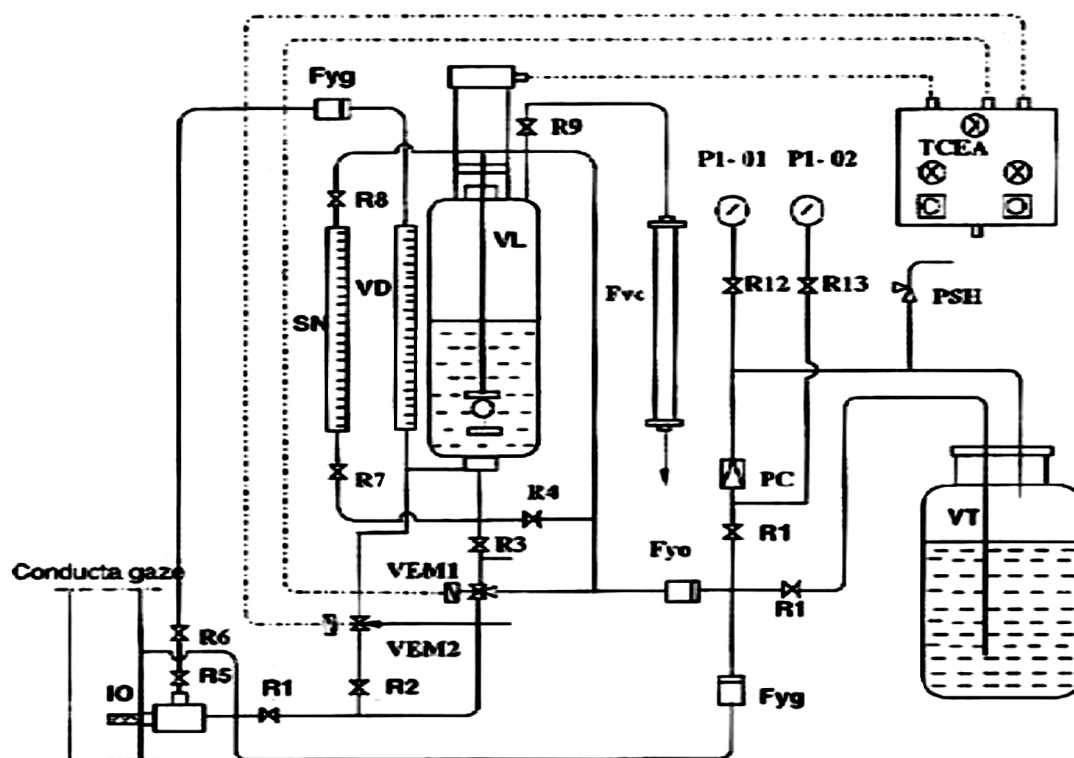 Fyg
R9
P1- 01
P1- 02
TCEA
R8
VL
VD
SN
Fvc
R12
R13
PSH
R7
R4
PC
VT
R3
R1
Fyo
Conducta gaze
VEM1
R1
R6
VEM2
R5
IO
R1
R2
Fyg